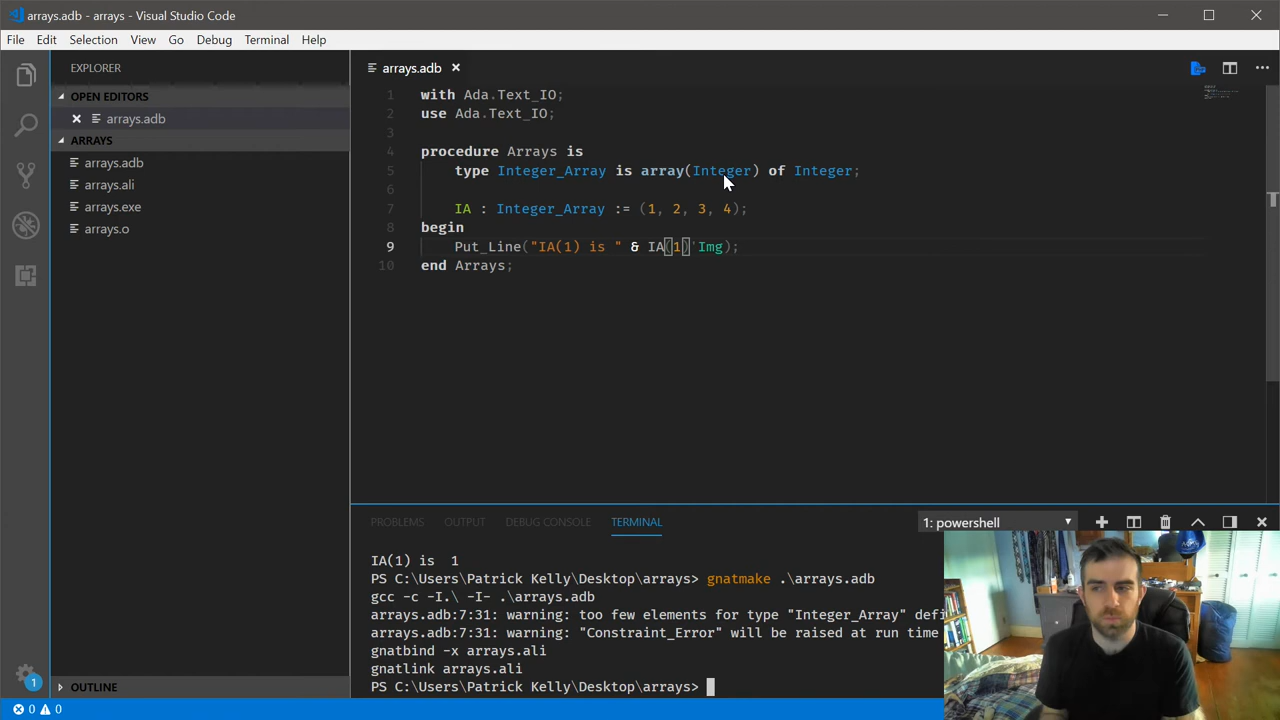 arrays.adb - arrays - Visual Studio Code
File Edit Selection View Go Debug Terminal Help
EXPLORER
OPEN EDITORS
arrays.adb
ARRAYS
arrays.adb
arrays.ali
arrays.exe
arrays.o
OUTLINE
1
arrays.adb
1 with Ada.Text_IO;
2 use Ada.Text_IO;
3
4 procedure Arrays is
5 type Integer_Array is array(Integer) of Integer;
6
7 IA : Integer_Array := (1, 2, 3, 4);
8 begin
9 Put_Line("IA(1) is " & IA(1)'Img);
10 end Arrays;
PROBLEMS OUTPUT DEBUG CONSOLE TERMINAL 1: powershell
IA(1) is  1
PS C:\Users\Patrick Kelly\Desktop\arrays> gnatmake .\arrays.adb
gcc -c -I.\ -I- .\arrays.adb
arrays.adb:7:31: warning: too few elements for type "Integer_Array" defi
arrays.adb:7:31: warning: "Constraint_Error" will be raised at run time
gnatbind -x arrays.ali
gnatlink arrays.ali
PS C:\Users\Patrick Kelly\Desktop\arrays>
0 0